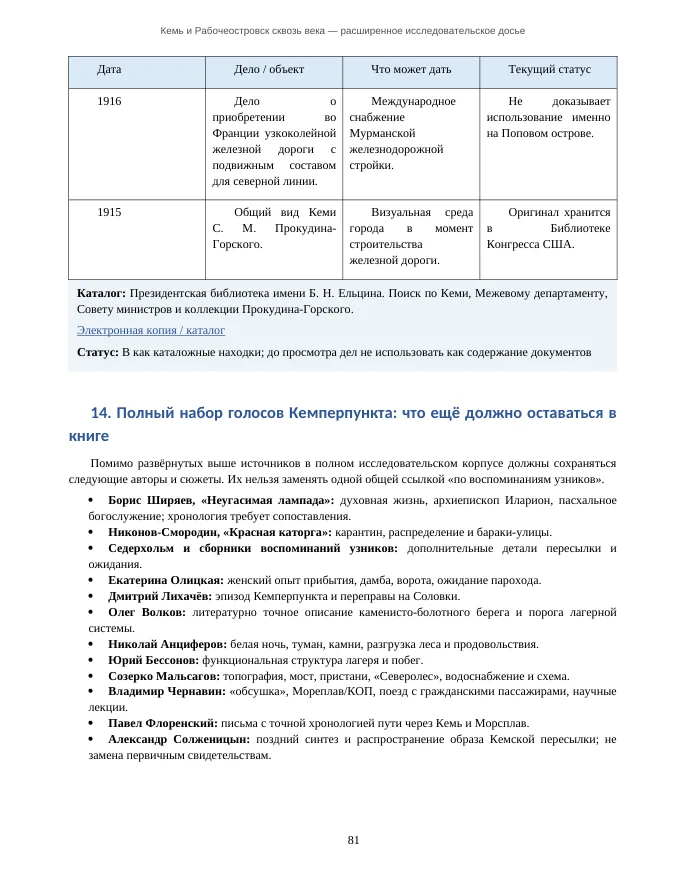 Кемь и Рабочеостровск сквозь века — расширенное исследовательское досье
Дата
Дело / объект
Что может дать
Текущий статус
1916
Дело о
приобретении во
Франции узкоколейной
железной дороги с
подвижным составом
для северной линии.
Международное
снабжение
Мурманской
железнодорожной
стройки.
Не доказывает
использование именно
на Поповом острове.
1915
Общий вид Кеми
С. М. Прокудина-
Горского.
Визуальная среда
города в момент
строительства
железной дороги.
Оригинал хранится
в Библиотеке
Конгресса США.
Каталог: Президентская библиотека имени Б. Н. Ельцина. Поиск по Кеми, Межевому департаменту,
Совету министров и коллекции Прокудина-Горского.
Электронная копия / каталог
Статус: В как каталожные находки; до просмотра дел не использовать как содержание документов
14. Полный набор голосов Кемперпункта: что ещё должно оставаться в
книге
Помимо развёрнутых выше источников в полном исследовательском корпусе должны сохраняться
следующие авторы и сюжеты. Их нельзя заменять одной общей ссылкой «по воспоминаниям узников».
• Борис Ширяев, «Неугасимая лампада»: духовная жизнь, архиепископ Иларион, пасхальное
богослужение; хронология требует сопоставления.
• Никонов-Смородин, «Красная каторга»: карантин, распределение и бараки-улицы.
• Седерхольм и сборники воспоминаний узников: дополнительные детали пересылки и
ожидания.
• Екатерина Олицкая: женский опыт прибытия, дамба, ворота, ожидание парохода.
• Дмитрий Лихачёв: эпизод Кемперпункта и переправы на Соловки.
• Олег Волков: литературно точное описание каменисто-болотного берега и порога лагерной
системы.
• Николай Анциферов: белая ночь, туман, камни, разгрузка леса и продовольствия.
• Юрий Бессонов: функциональная структура лагеря и побег.
• Созерко Мальсагов: топография, мост, пристани, «Северолес», водоснабжение и схема.
• Владимир Чернавин: «обсушка», Мореплав/КОП, поезд с гражданскими пассажирами, научные
лекции.
• Павел Флоренский: письма с точной хронологией пути через Кемь и Морсплав.
• Александр Солженицын: поздний синтез и распространение образа Кемской пересылки; не
замена первичным свидетельствам.
81